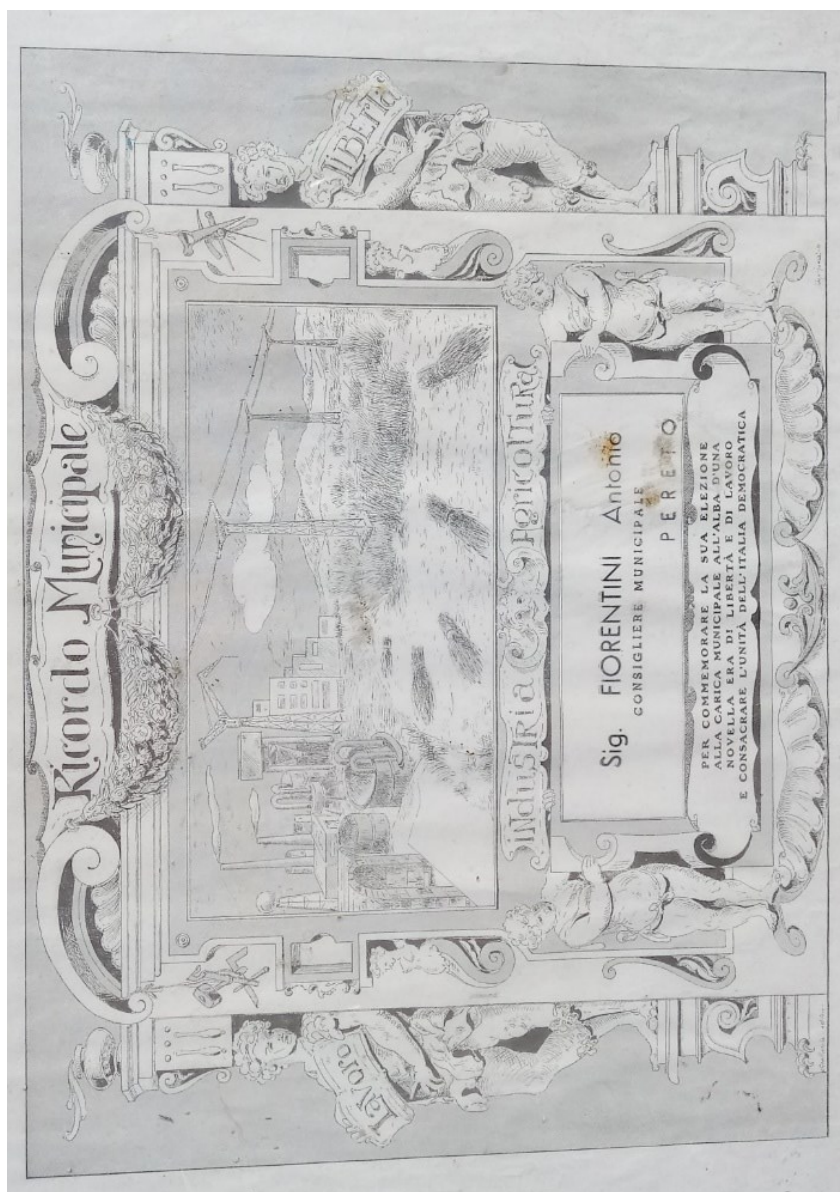 Ricordo Municipale
LAVORO
LIBERTÀ
INDUSTRIA
AGRICOLTURA
Sig. FIORENTINI Antonio
CONSIGLIERE MUNICIPALE
PERETO
PER COMMEMORARE LA SUA ELEZIONE
ALLA CARICA MUNICIPALE ALL'ALBA D'UNA
NOVELLA ERA DI LIBERTÀ E DI LAVORO
E CONSACRARE L'UNITÀ DELL'ITALIA DEMOCRATICA